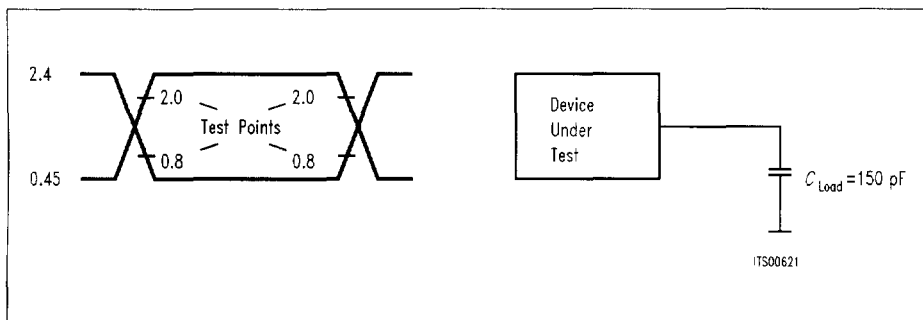 2.4
2.0
2.0
Test Points
0.8
0.8
0.45
Device
Under
Test
C Load =150 pF
ITS00621